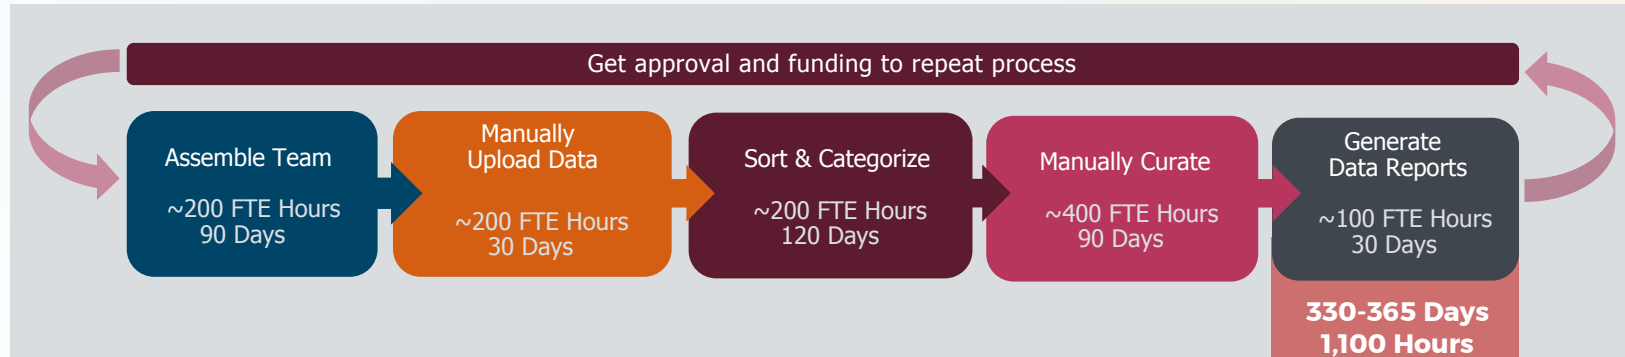 Get approval and funding to repeat process
Assemble Team
~200 FTE Hours
90 Days
Manually
Upload Data
~200 FTE Hours
30 Days
Sort & Categorize
~200 FTE Hours
120 Days
Manually Curate
~400 FTE Hours
90 Days
Generate
Data Reports
~100 FTE Hours
30 Days
330-365 Days
1,100 Hours